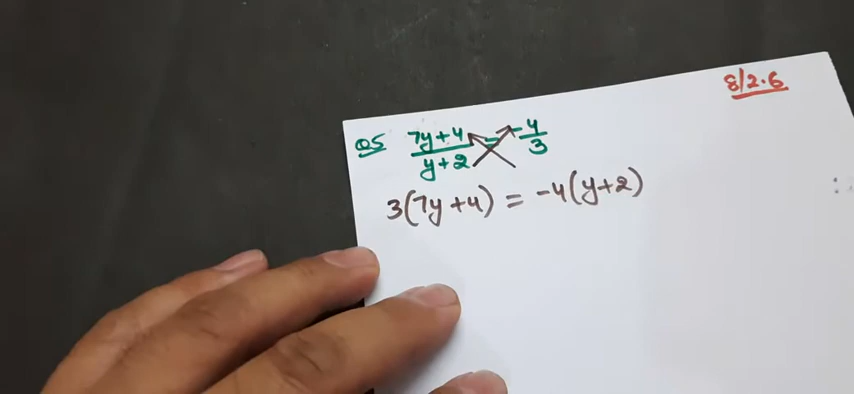 8/2.6
Q5 7y+4/y+2 = -4/3
3(7y+4) = -4(y+2)